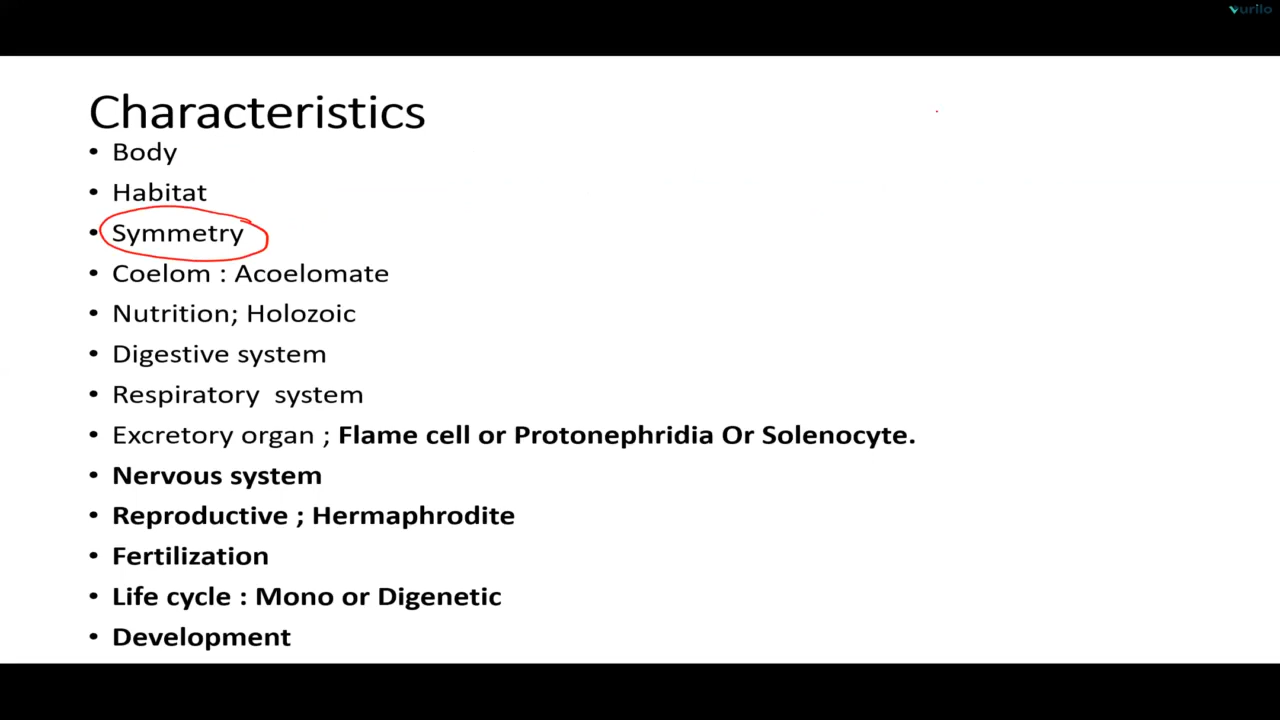 Vurilo
Characteristics
• Body
• Habitat
• Symmetry
• Coelom : Acoelomate
• Nutrition; Holozoic
• Digestive system
• Respiratory system
• Excretory organ ; Flame cell or Protonephridia Or Solenocyte.
• Nervous system
• Reproductive ; Hermaphrodite
• Fertilization
• Life cycle : Mono or Digenetic
• Development